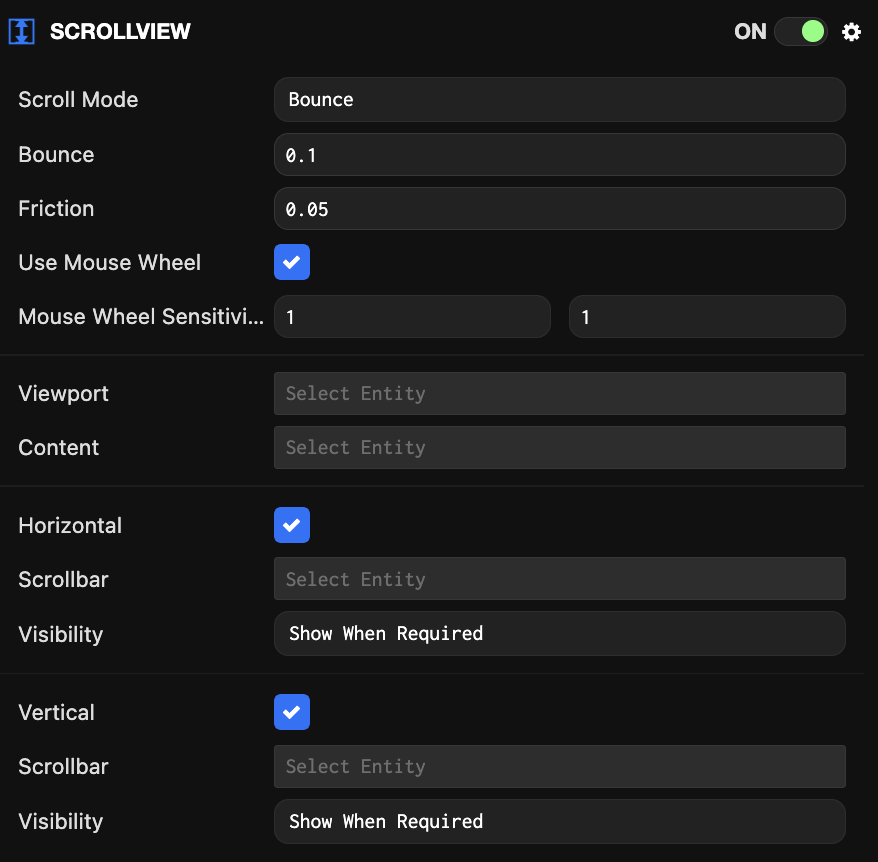 SCROLLVIEW ON
Scroll Mode Bounce
Bounce 0.1
Friction 0.05
Use Mouse Wheel
Mouse Wheel Sensitivi... 1 1
Viewport Select Entity
Content Select Entity
Horizontal
Scrollbar Select Entity
Visibility Show When Required
Vertical
Scrollbar Select Entity
Visibility Show When Required